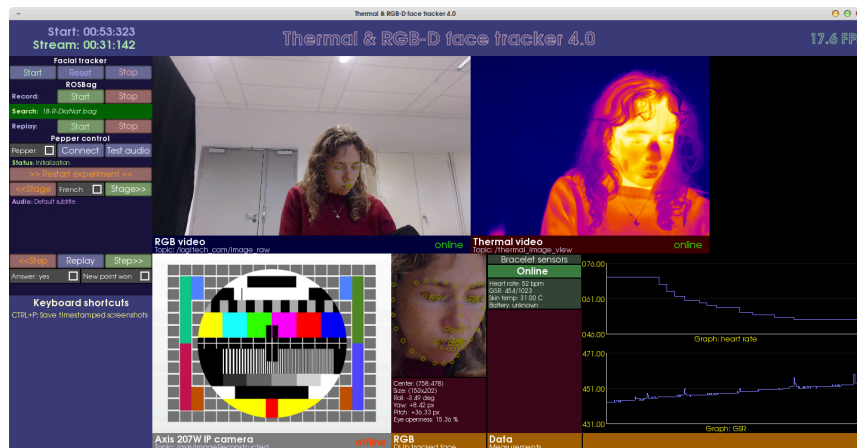 Thermal & RGB-D face tracker 4.0
Start: 00:53:323
Stream: 00:31:142
Thermal & RGB-D face tracker 4.0
17.6 FP
Facial tracker
Start Reset Stop
ROSBag
Record: Start Stop
Search: 18-R-DiaNat.bag
Replay: Start Stop
Pepper control
Pepper Connect Test audio
Status: Initialization.
>> Restart experiment <<
<<Stage French Stage>>
Audio: Default subtitle.
<<Step Replay Step>>
Answer: yes New point won
Keyboard shortcuts
CTRL+P: Save timestamped screenshots
RGB video online
Topic: /logitech_cam/image_raw
Thermal video online
Topic: /thermal_image_view
Axis 207W IP camera offline
RGB
Center: (758;478)
Size: (150x202)
Roll: -3.49 deg
Yaw: +8.42 px
Pitch: +36.33 px
Eye openness: 15.36 %
Bracelet sensors
Online
Heart rate: 52 bpm
GSR: 454/1023
Skin temp: 31.00 C
Battery: unknown
Data
Measurements
076.00
061.00
046.00
Graph: heart rate
471.00
451.00
431.00
Graph: GSR